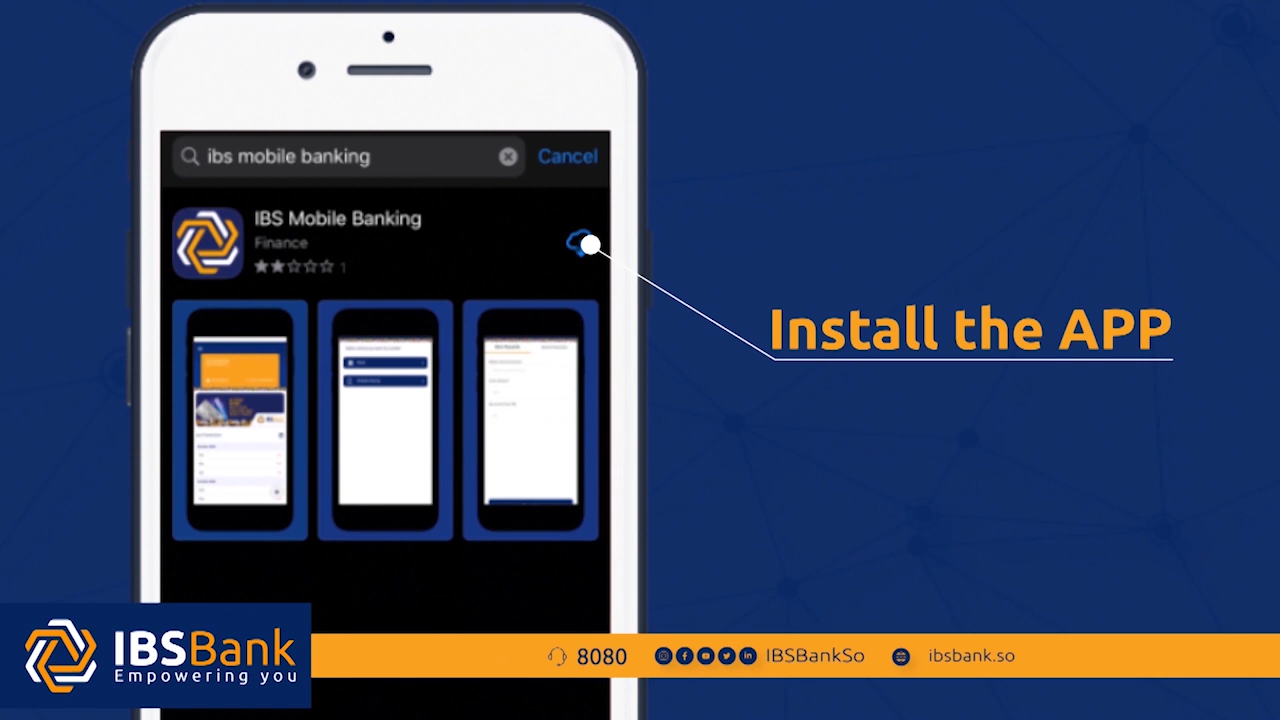 ibs mobile banking
Cancel
IBS Mobile Banking
Finance
1
Install the APP
IBSBank
Empowering you
8080
IBSBankSo
ibsbank.so